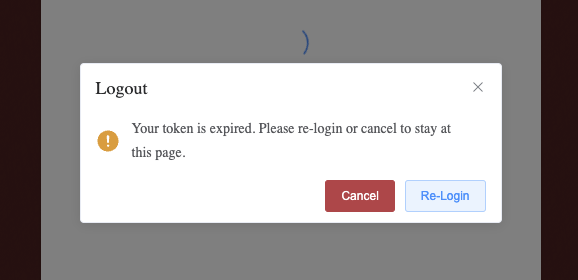 Logout
Your token is expired. Please re-login or cancel to stay at
this page.
Cancel
Re-Login